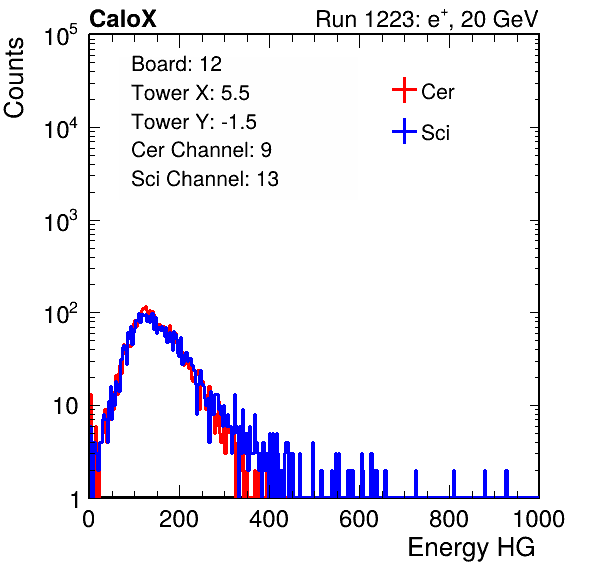 CaloX Run 1223: e⁺, 20 GeV
Counts
Board: 12
Tower X: 5.5
Tower Y: -1.5
Cer Channel: 9
Sci Channel: 13
Cer
Sci
10⁵
10⁴
10³
10²
10
1
0 200 400 600 800 1000
Energy HG